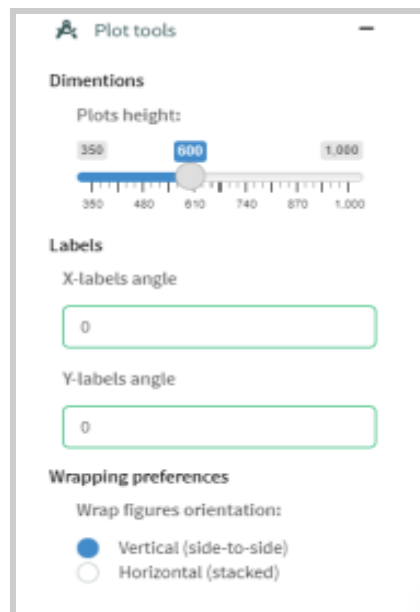 Plot tools
Dimentions
Plots height:
350 600 1,000
350 480 610 740 870 1,000
Labels
X-labels angle
0
Y-labels angle
0
Wrapping preferences
Wrap figures orientation:
Vertical (side-to-side)
Horizontal (stacked)